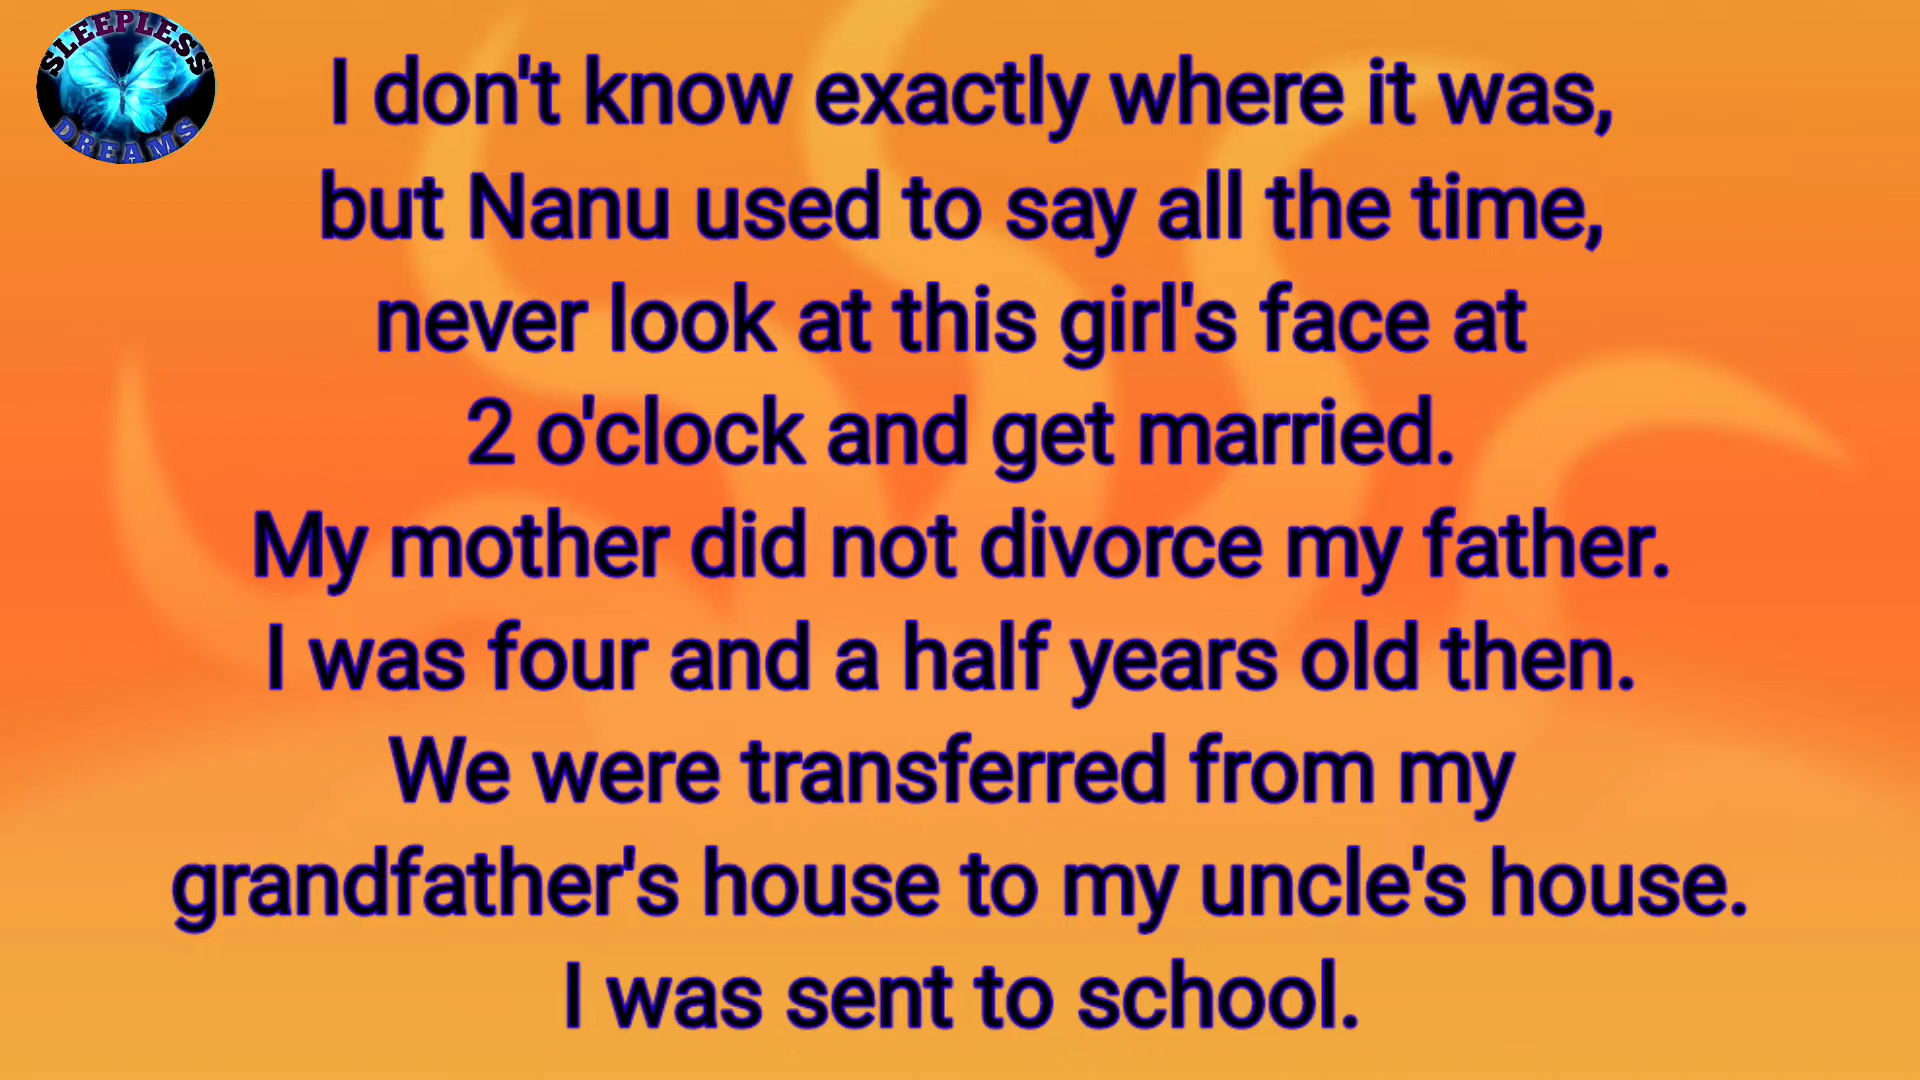 SLEEPLESS
DREAMS
I don't know exactly where it was,
but Nanu used to say all the time,
never look at this girl's face at
2 o'clock and get married.
My mother did not divorce my father.
I was four and a half years old then.
We were transferred from my
grandfather's house to my uncle's house.
I was sent to school.